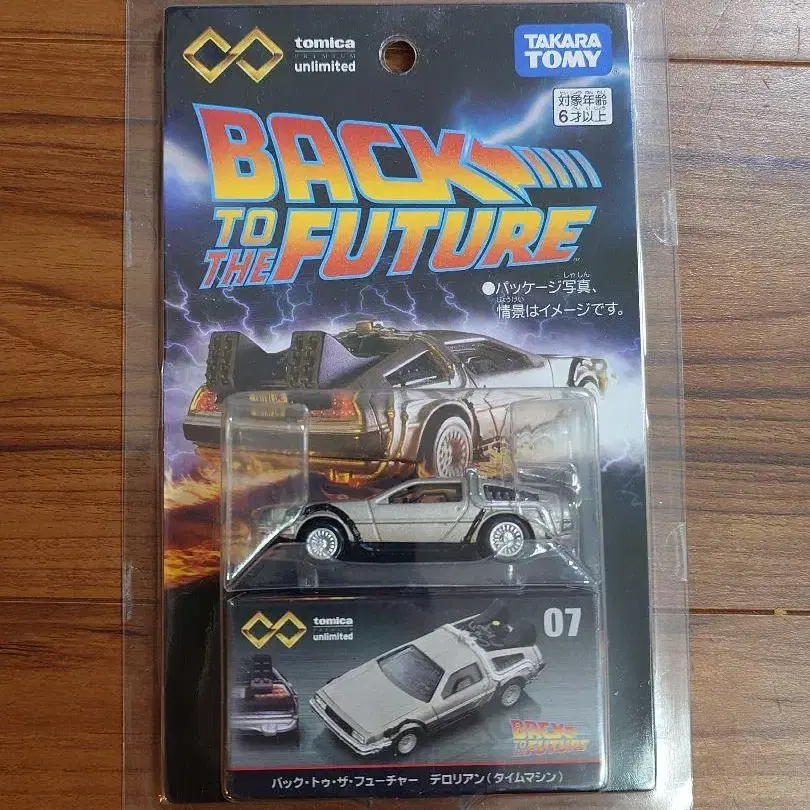 tomica
PREMIUM
unlimited
TAKARA
TOMY
対象年齢
6才以上
BACK
TO THE FUTURE
●パッケージ写真、
情景はイメージです。
tomica
PREMIUM
unlimited
07
BACK
TO THE FUTURE
バック・トゥ・ザ・フューチャー デロリアン(タイムマシン)